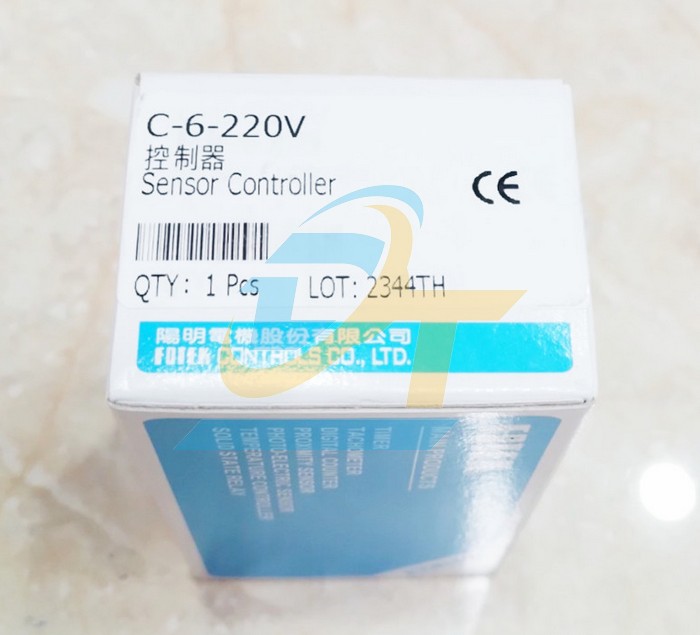 C-6-220V
控制器
Sensor Controller
CE
QTY: 1 Pcs LOT: 2344TH
陽明電機股份有限公司
FOTEK CONTROLS CO., LTD.
MAIN PRODUCTS
TIMER
TACHOMETER
DIGITAL COUNTER
PROXIMITY SENSOR
PHOTO ELECTRIC SENSOR
TEMPERATURE CONTROLLER
SOLID STATE RELAY